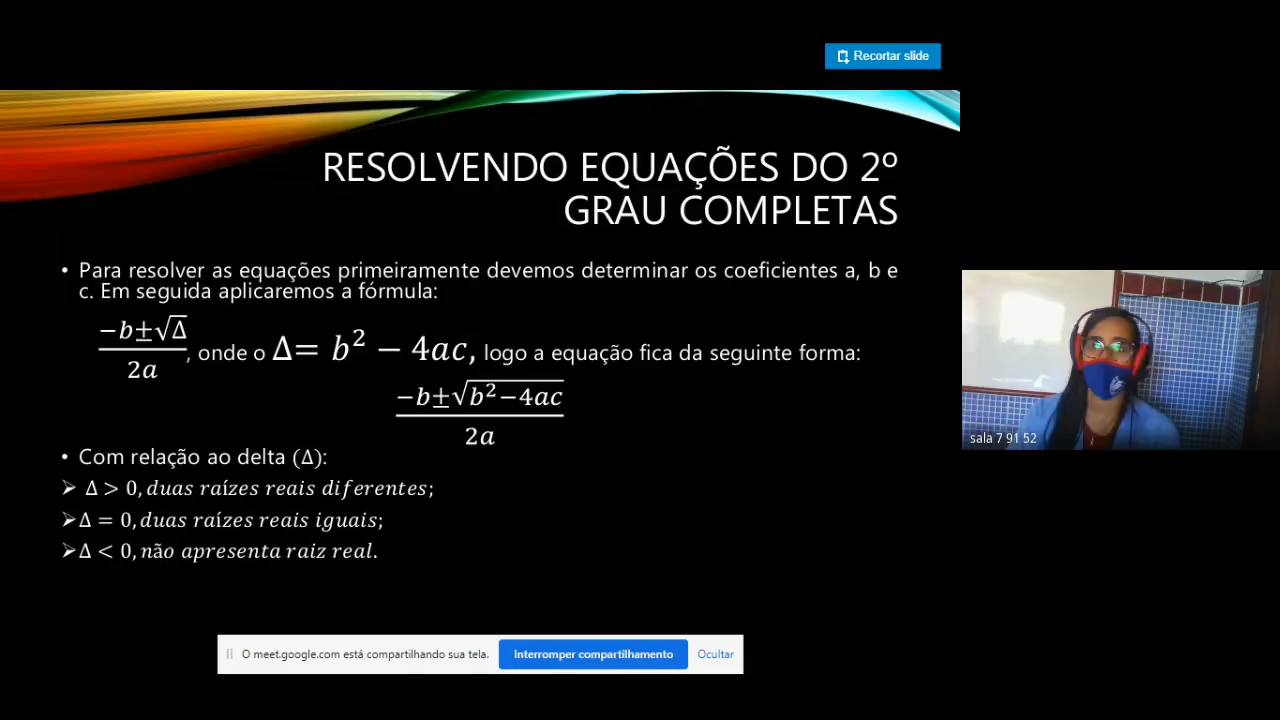 Recortar slide
RESOLVENDO EQUAÇÕES DO 2º
GRAU COMPLETAS
• Para resolver as equações primeiramente devemos determinar os coeficientes a, b e
c. Em seguida aplicaremos a fórmula:
−b±√Δ
2a
, onde o Δ= b² − 4ac, logo a equação fica da seguinte forma:
−b±√b²−4ac
2a
• Com relação ao delta (Δ):
➢ Δ > 0, duas raízes reais diferentes;
➢Δ = 0, duas raízes reais iguais;
➢Δ < 0, não apresenta raiz real.
sala 7 91 52
O meet.google.com está compartilhando sua tela. Interromper compartilhamento Ocultar